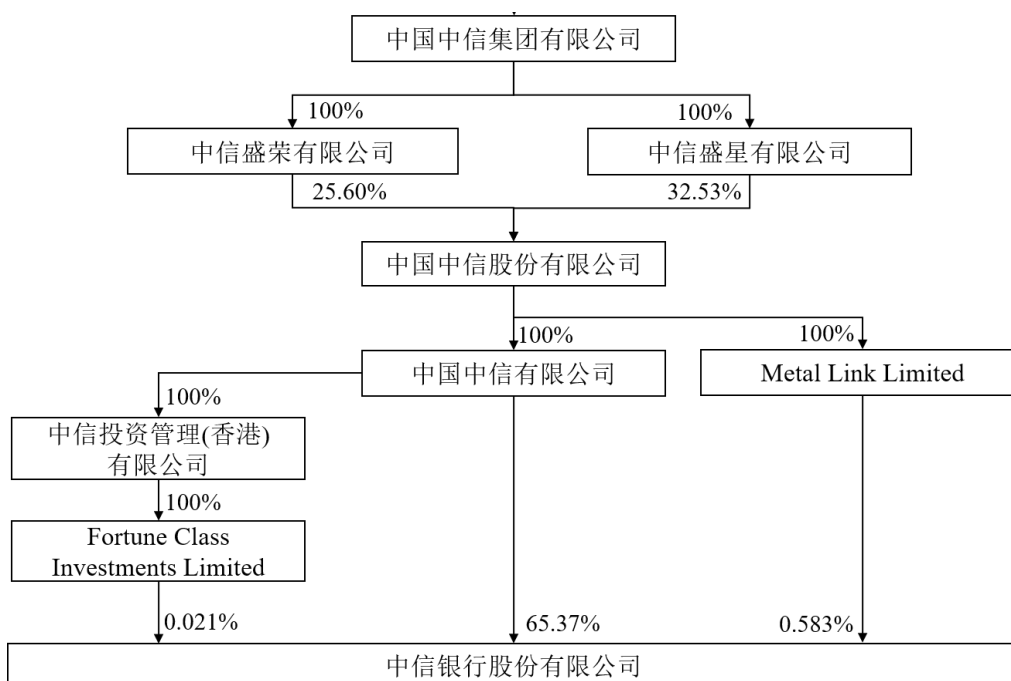 中国中信集团有限公司
100%
100%
中信盛荣有限公司
中信盛星有限公司
25.60%
32.53%
中国中信股份有限公司
100%
100%
中国中信有限公司
Metal Link Limited
100%
中信投资管理(香港)
有限公司
100%
Fortune Class
Investments Limited
0.021%
65.37%
0.583%
中信银行股份有限公司